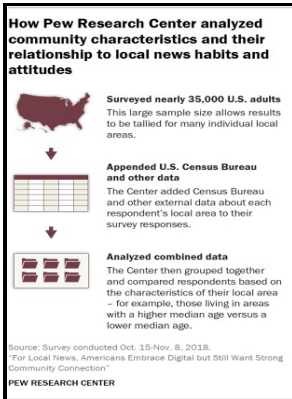 How Pew Research Center analyzed
community characteristics and their
relationship to local news habits and
attitudes
Surveyed nearly 35,000 U.S. adults
This large sample size allows results
to be tallied for many individual local
areas.
Appended U.S. Census Bureau
and other data
The Center added Census Bureau
and other external data about each
respondent's local area to their
survey responses.
Analyzed combined data
The Center then grouped together
and compared respondents based on
the characteristics of their local area
– for example, those living in areas
with a higher median age versus a
lower median age.
Source: Survey conducted Oct. 15-Nov. 8, 2018.
"For Local News, Americans Embrace Digital but Still Want Strong
Community Connection"
PEW RESEARCH CENTER